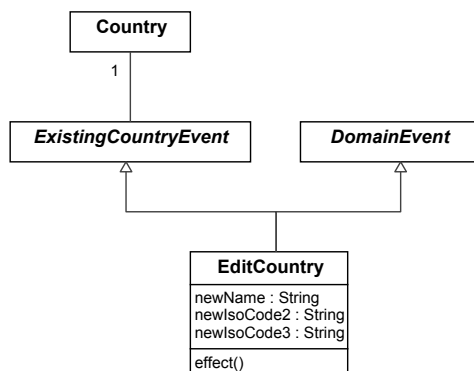 Country
1
ExistingCountryEvent
DomainEvent
EditCountry
newName : String
newIsoCode2 : String
newIsoCode3 : String
effect()